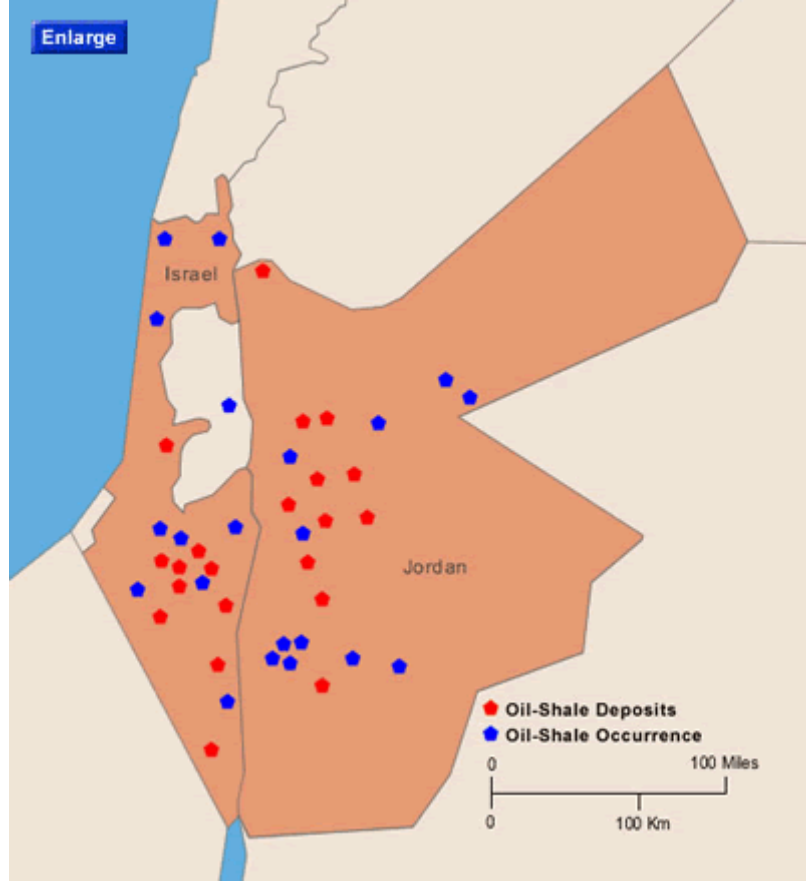 Enlarge
Israel
Jordan
Oil-Shale Deposits
Oil-Shale Occurrence
0 100 Miles
0 100 Km